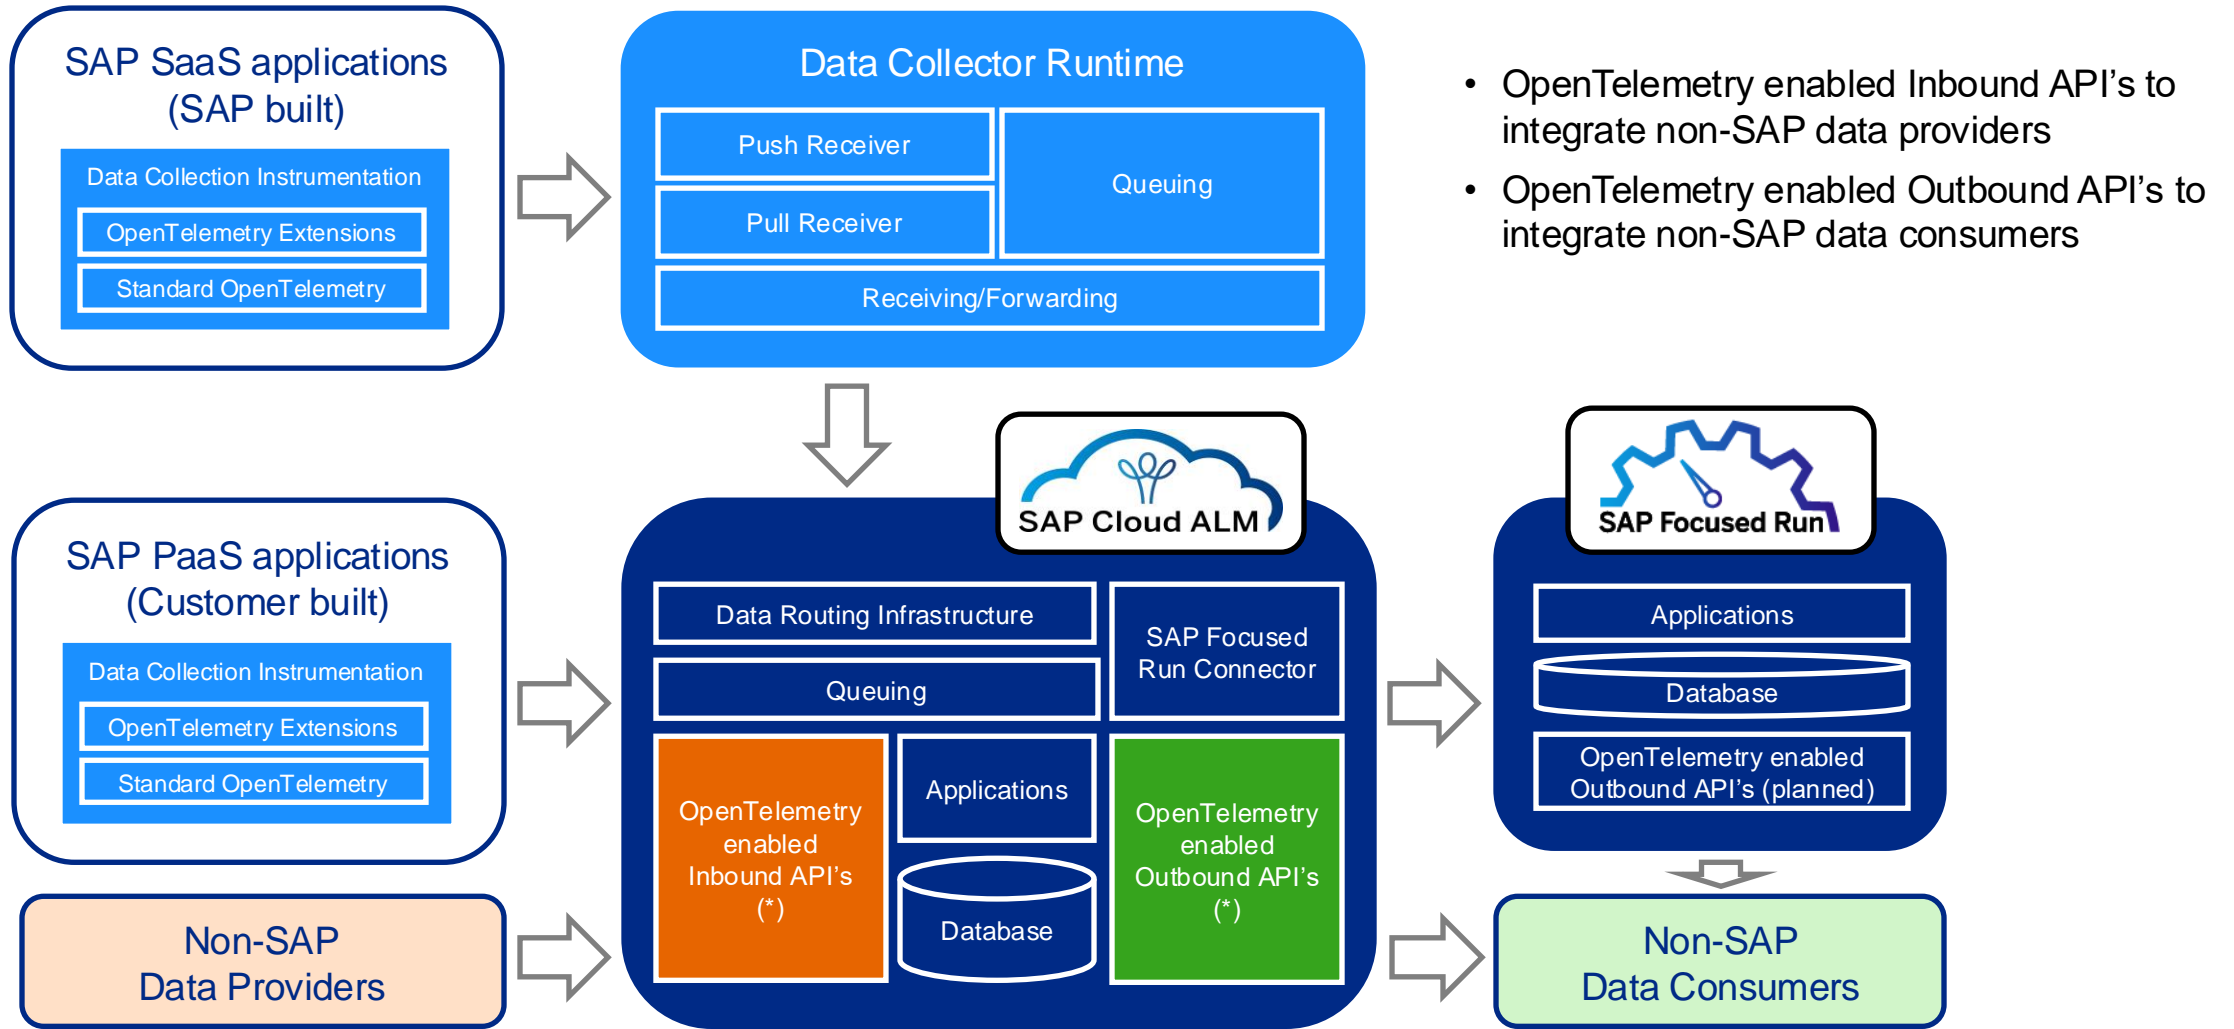 SAP SaaS applications
(SAP built)
Data Collection Instrumentation
OpenTelemetry Extensions
Standard OpenTelemetry
Data Collector Runtime
Push Receiver
Pull Receiver
Queuing
Receiving/Forwarding
• OpenTelemetry enabled Inbound API’s to
integrate non-SAP data providers
• OpenTelemetry enabled Outbound API’s to
integrate non-SAP data consumers
SAP PaaS applications
(Customer built)
Data Collection Instrumentation
OpenTelemetry Extensions
Standard OpenTelemetry
Non-SAP
Data Providers
SAP Cloud ALM
Data Routing Infrastructure
Queuing
SAP Focused
Run Connector
OpenTelemetry
enabled
Inbound API’s
(*)
Applications
Database
OpenTelemetry
enabled
Outbound API’s
(*)
SAP Focused Run
Applications
Database
OpenTelemetry enabled
Outbound API’s (planned)
Non-SAP
Data Consumers